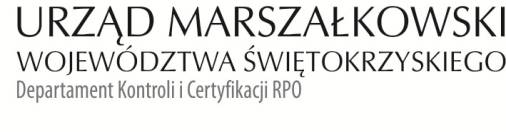 URZĄD MARSZAŁKOWSKI
WOJEWÓDZTWA ŚWIĘTOKRZYSKIEGO
Departament Kontroli i Certyfikacji RPO